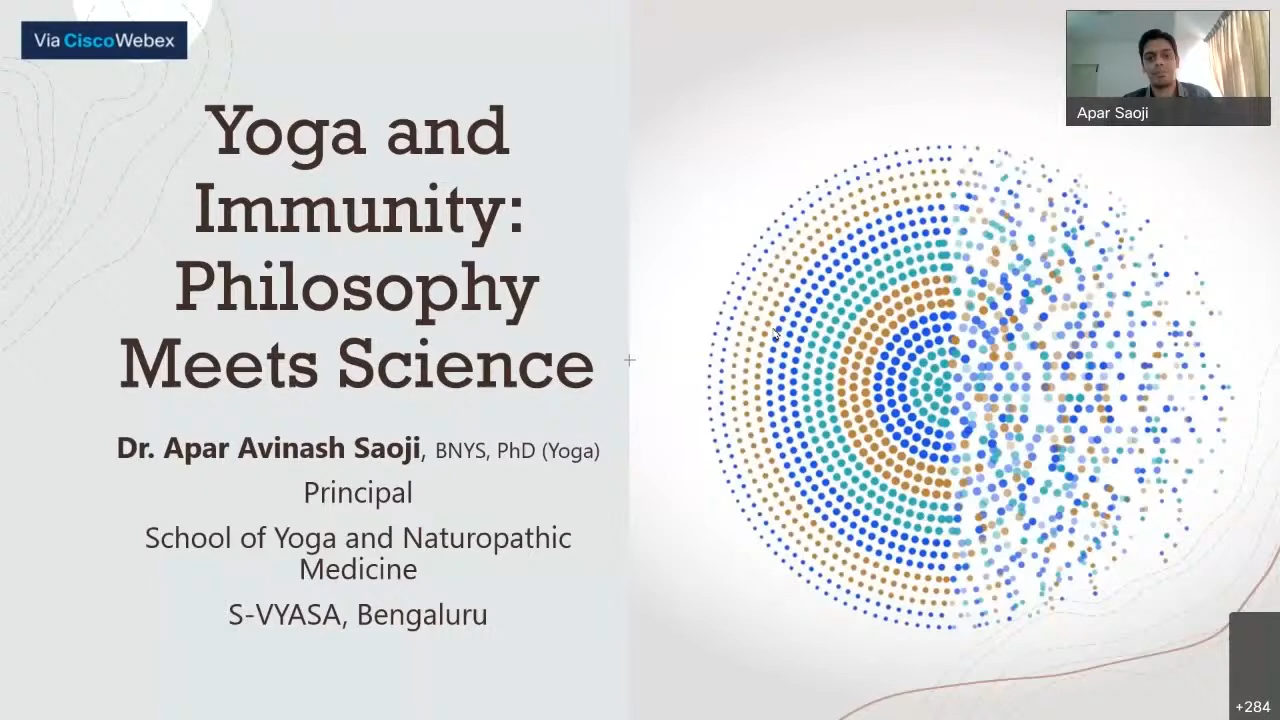 Via CiscoWebex
Yoga and
Immunity:
Philosophy
Meets Science
Dr. Apar Avinash Saoji, BNYS, PhD (Yoga)
Principal
School of Yoga and Naturopathic
Medicine
S-VYASA, Bengaluru
Apar Saoji
+284